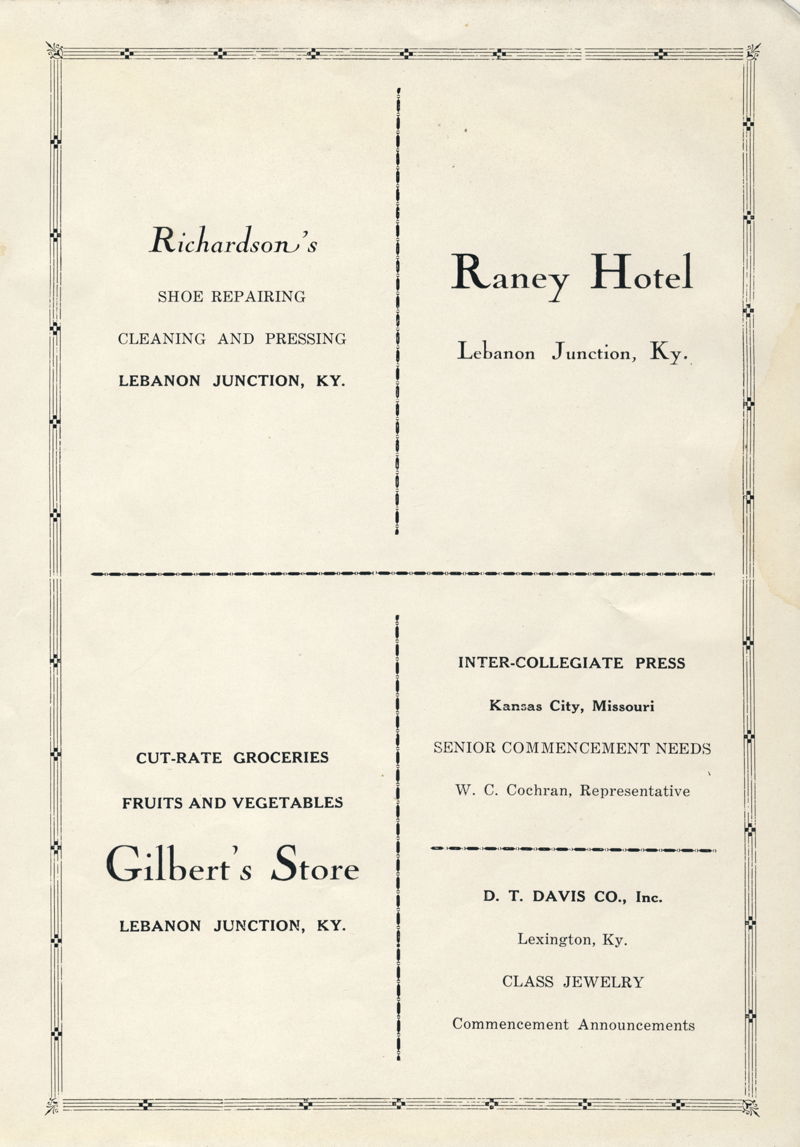 Richardson's
SHOE REPAIRING
CLEANING AND PRESSING
LEBANON JUNCTION, KY.
Raney Hotel
Lebanon Junction, Ky.
CUT-RATE GROCERIES
FRUITS AND VEGETABLES
Gilbert's Store
LEBANON JUNCTION, KY.
INTER-COLLEGIATE PRESS
Kansas City, Missouri
SENIOR COMMENCEMENT NEEDS
W. C. Cochran, Representative
D. T. DAVIS CO., Inc.
Lexington, Ky.
CLASS JEWELRY
Commencement Announcements